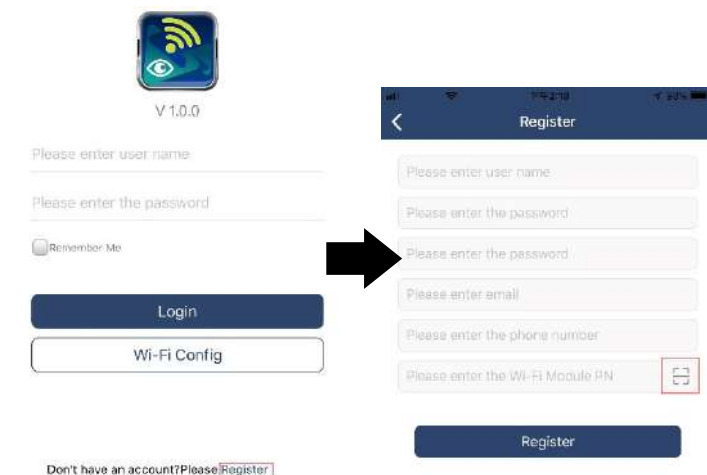 V 1.0.0
Please enter user name
Please enter the password
Remember Me
Login
Wi-Fi Config
Don't have an account?Please Register
Register
Please enter user name
Please enter the password
Please enter the password
Please enter email
Please enter the phone number
Please enter the Wi-Fi Module PN
Register